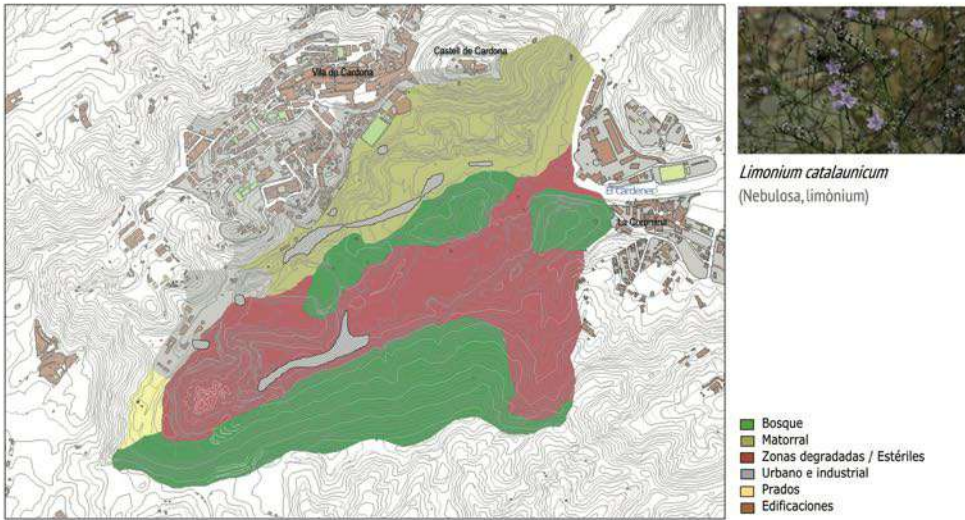 Castell de Cardona
Vila de Cardona
El Cardener
La Coromina
Limonium catalaunicum
(Nebulosa, limònium)
Bosque
Matorral
Zonas degradadas / Estériles
Urbano e industrial
Prados
Edificaciones